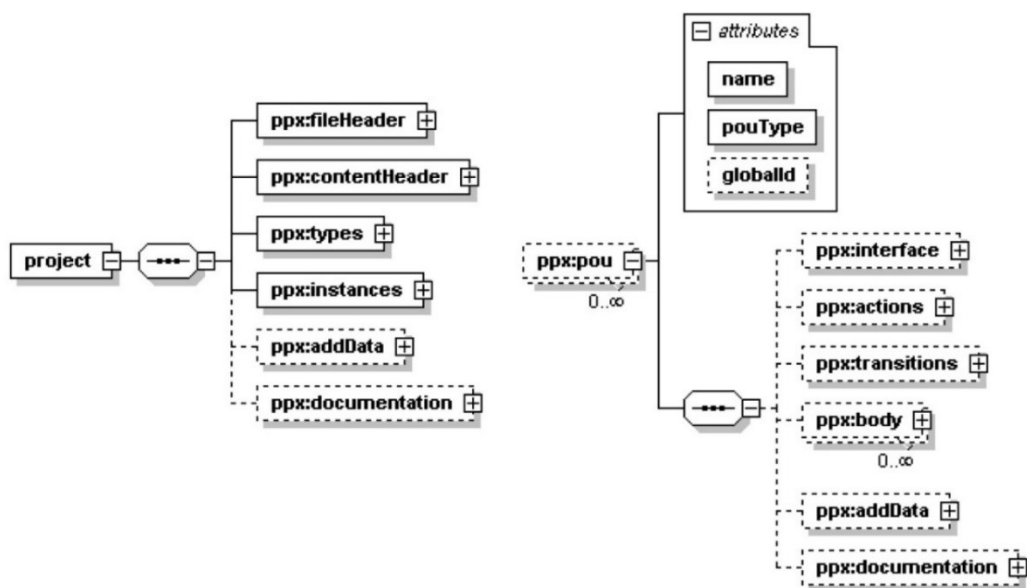 project
ppx:fileHeader
ppx:contentHeader
ppx:types
ppx:instances
ppx:addData
ppx:documentation
ppx:pou
0..∞
attributes
name
pouType
globalId
ppx:interface
ppx:actions
ppx:transitions
ppx:body
0..∞
ppx:addData
ppx:documentation